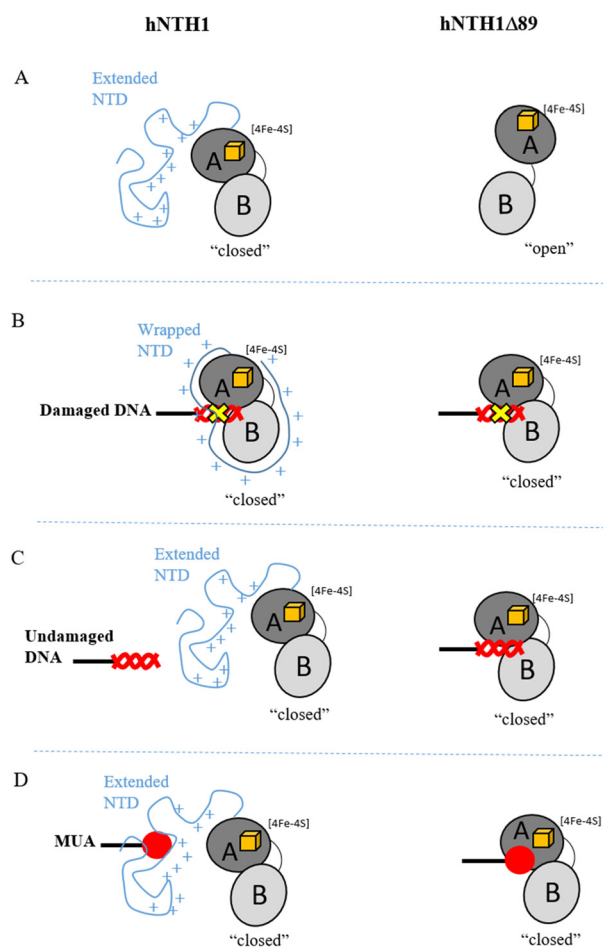 hNTH1 hNTH1Δ89
A
Extended
NTD
[4Fe-4S]
A
B
"closed"
+ + + + + + + +
[4Fe-4S]
A
B
"open"
B
Wrapped
NTD
[4Fe-4S]
A
B
Damaged DNA
"closed"
+ + + + + + + + + +
[4Fe-4S]
A
B
"closed"
C
Extended
NTD
[4Fe-4S]
A
B
Undamaged
DNA
"closed"
+ + + + + + + +
[4Fe-4S]
A
B
"closed"
D
Extended
NTD
MUA
[4Fe-4S]
A
B
"closed"
+ + + + + + + +
[4Fe-4S]
A
B
"closed"